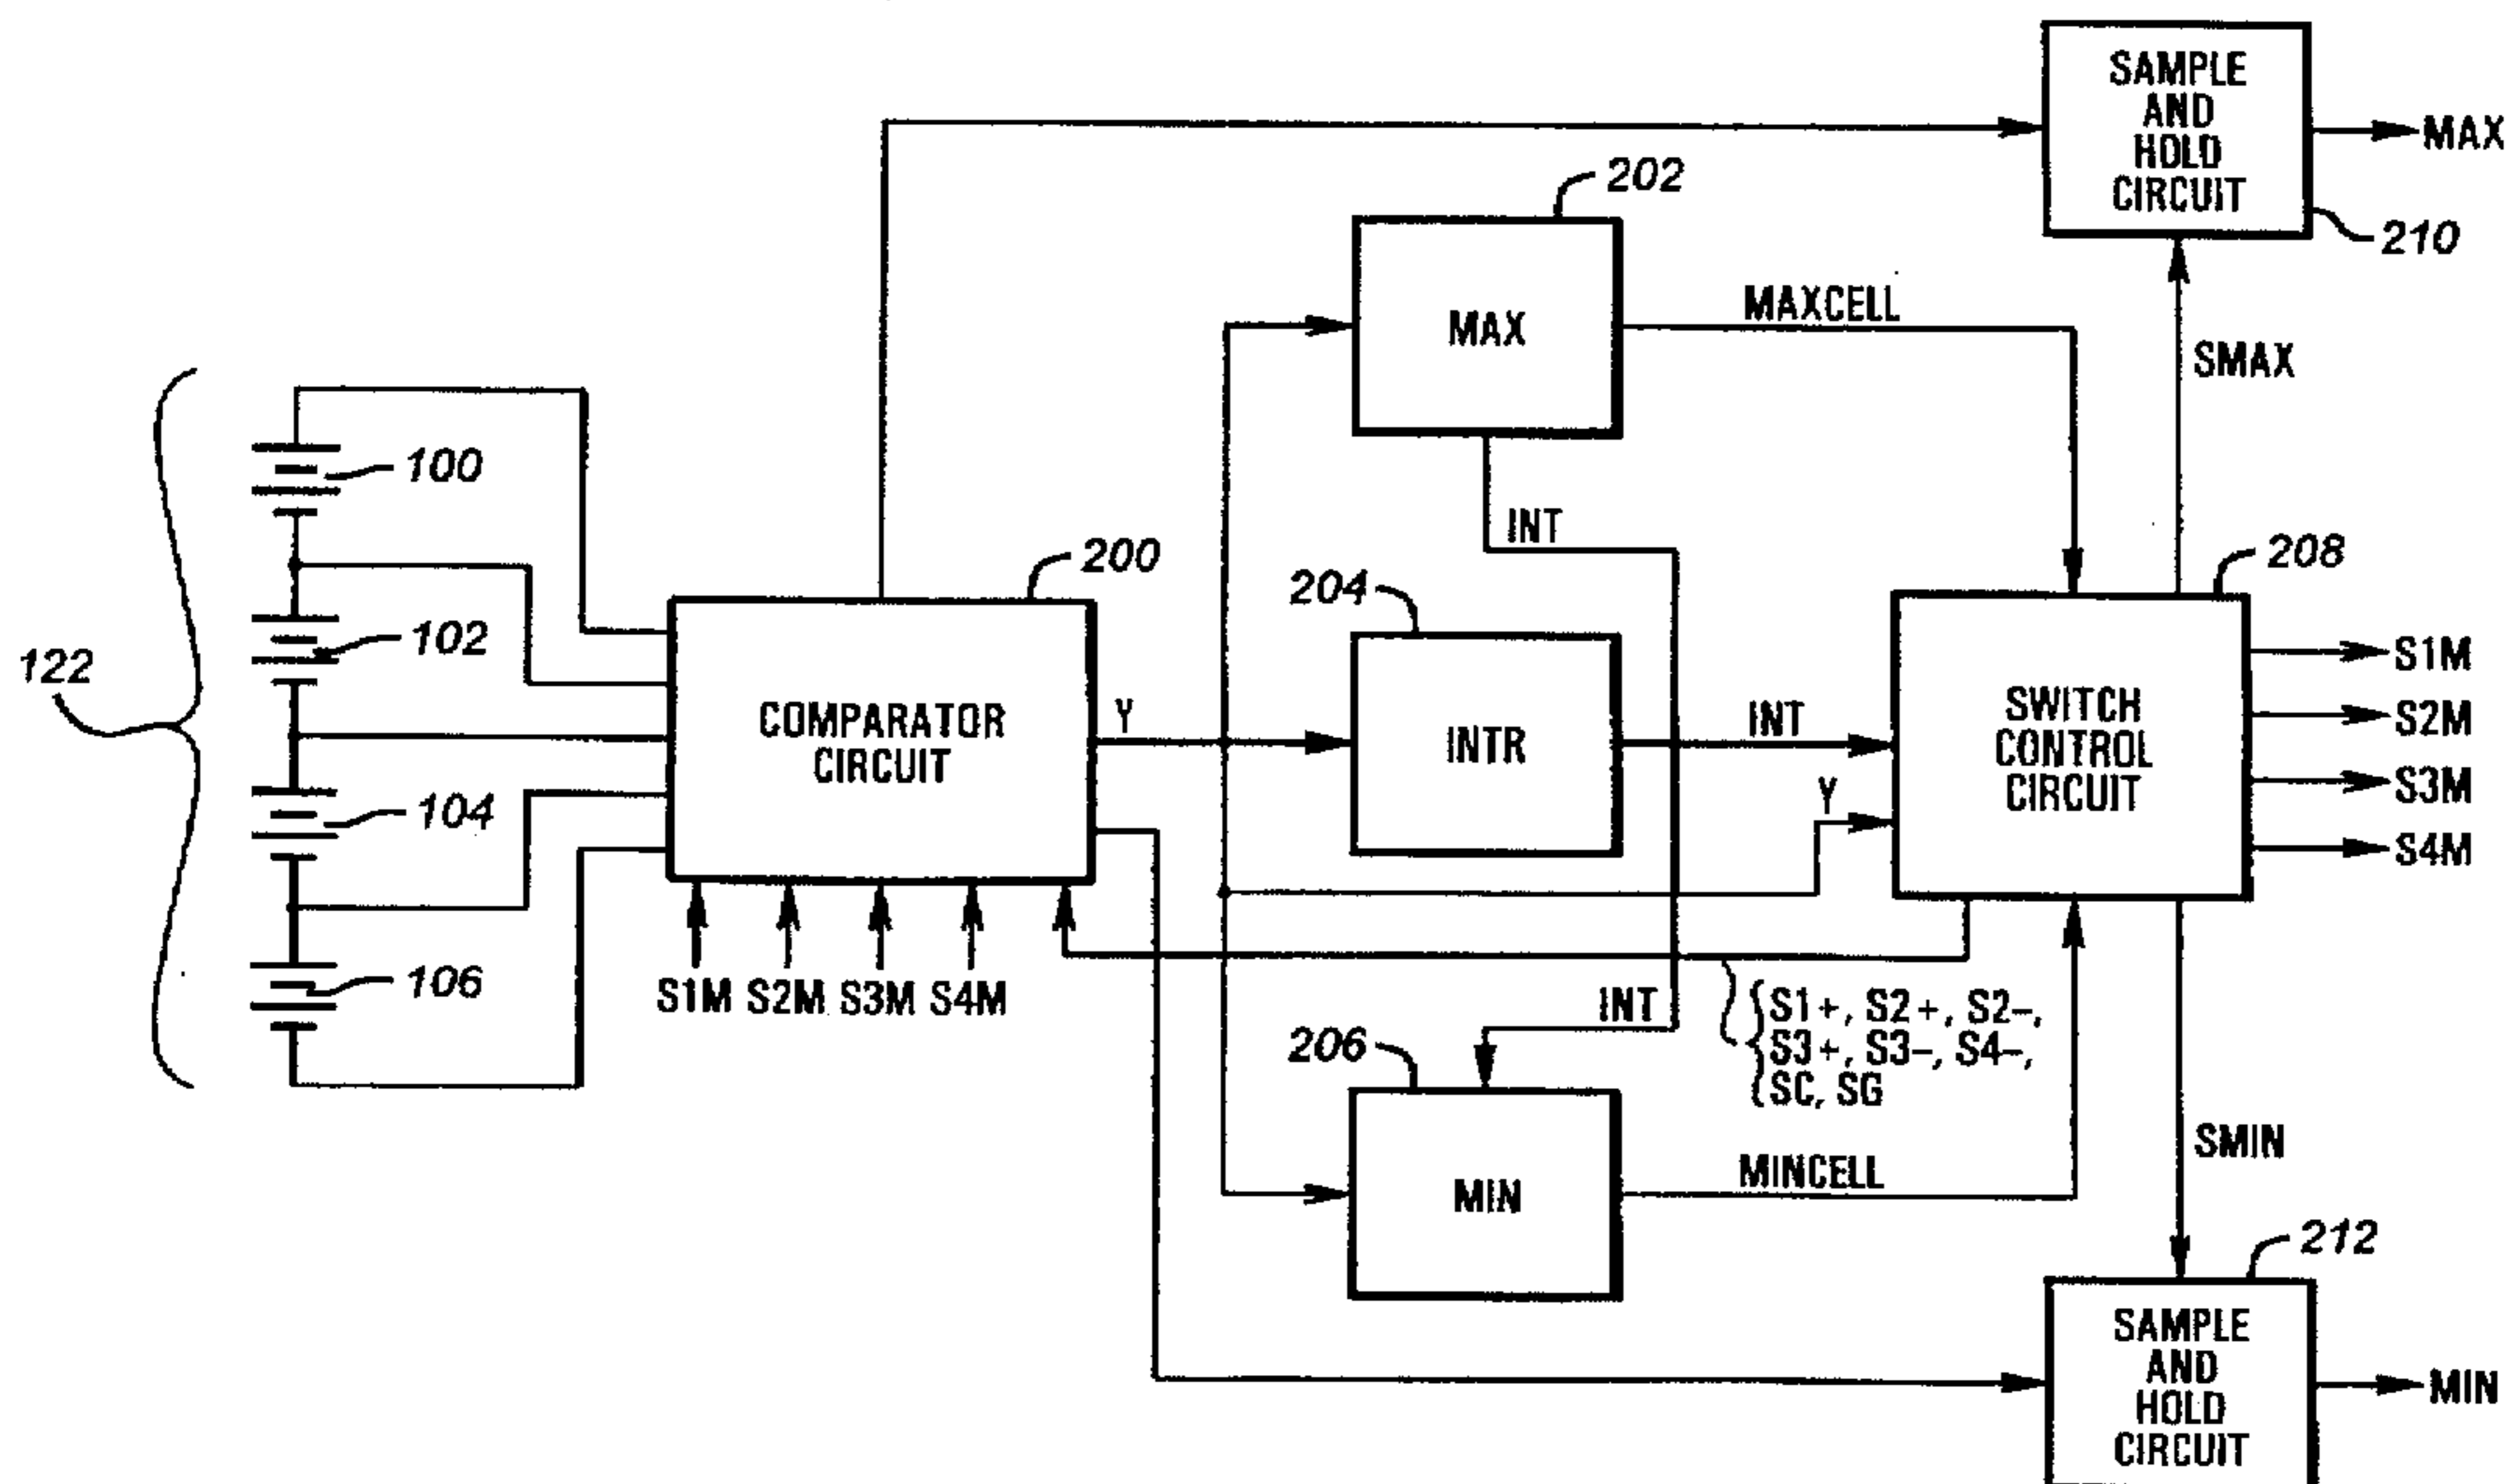 SAMPLE
AND
HOLD
CIRCUIT
MAX
210
202
MAX
MAXCELL
SMAX
INT
100
102
104
106
122
200
COMPARATOR
CIRCUIT
Y
S1M S2M S3M S4M
204
INTR
INT
Y
208
SWITCH
CONTROL
CIRCUIT
S1M
S2M
S3M
S4M
S1+, S2+, S2-,
S3+, S3-, S4-,
SC, SG
INT
206
MIN
MINCELL
SMIN
212
SAMPLE
AND
HOLD
CIRCUIT
MIN